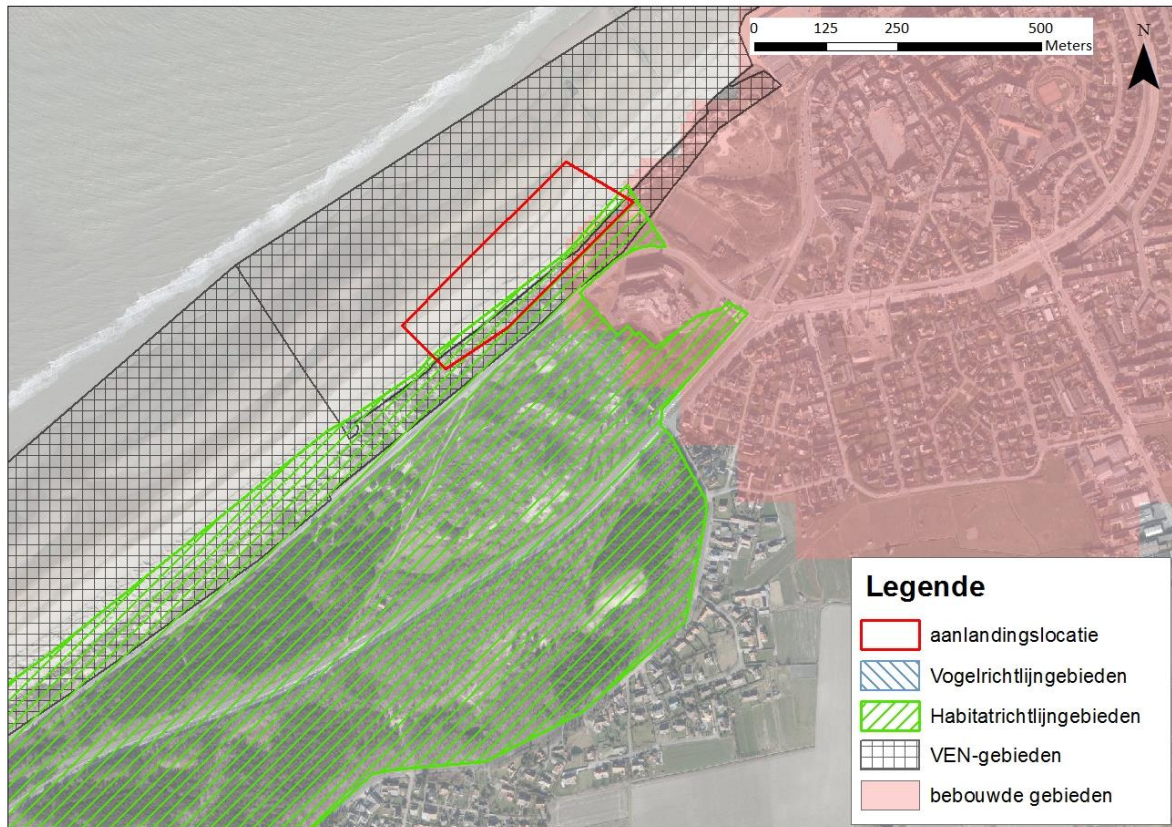 0 125 250 500
Meters
N
Legende
aanlandingslocatie
Vogelrichtlijngebieden
Habitatrichtlijngebieden
VEN-gebieden
bebouwde gebieden